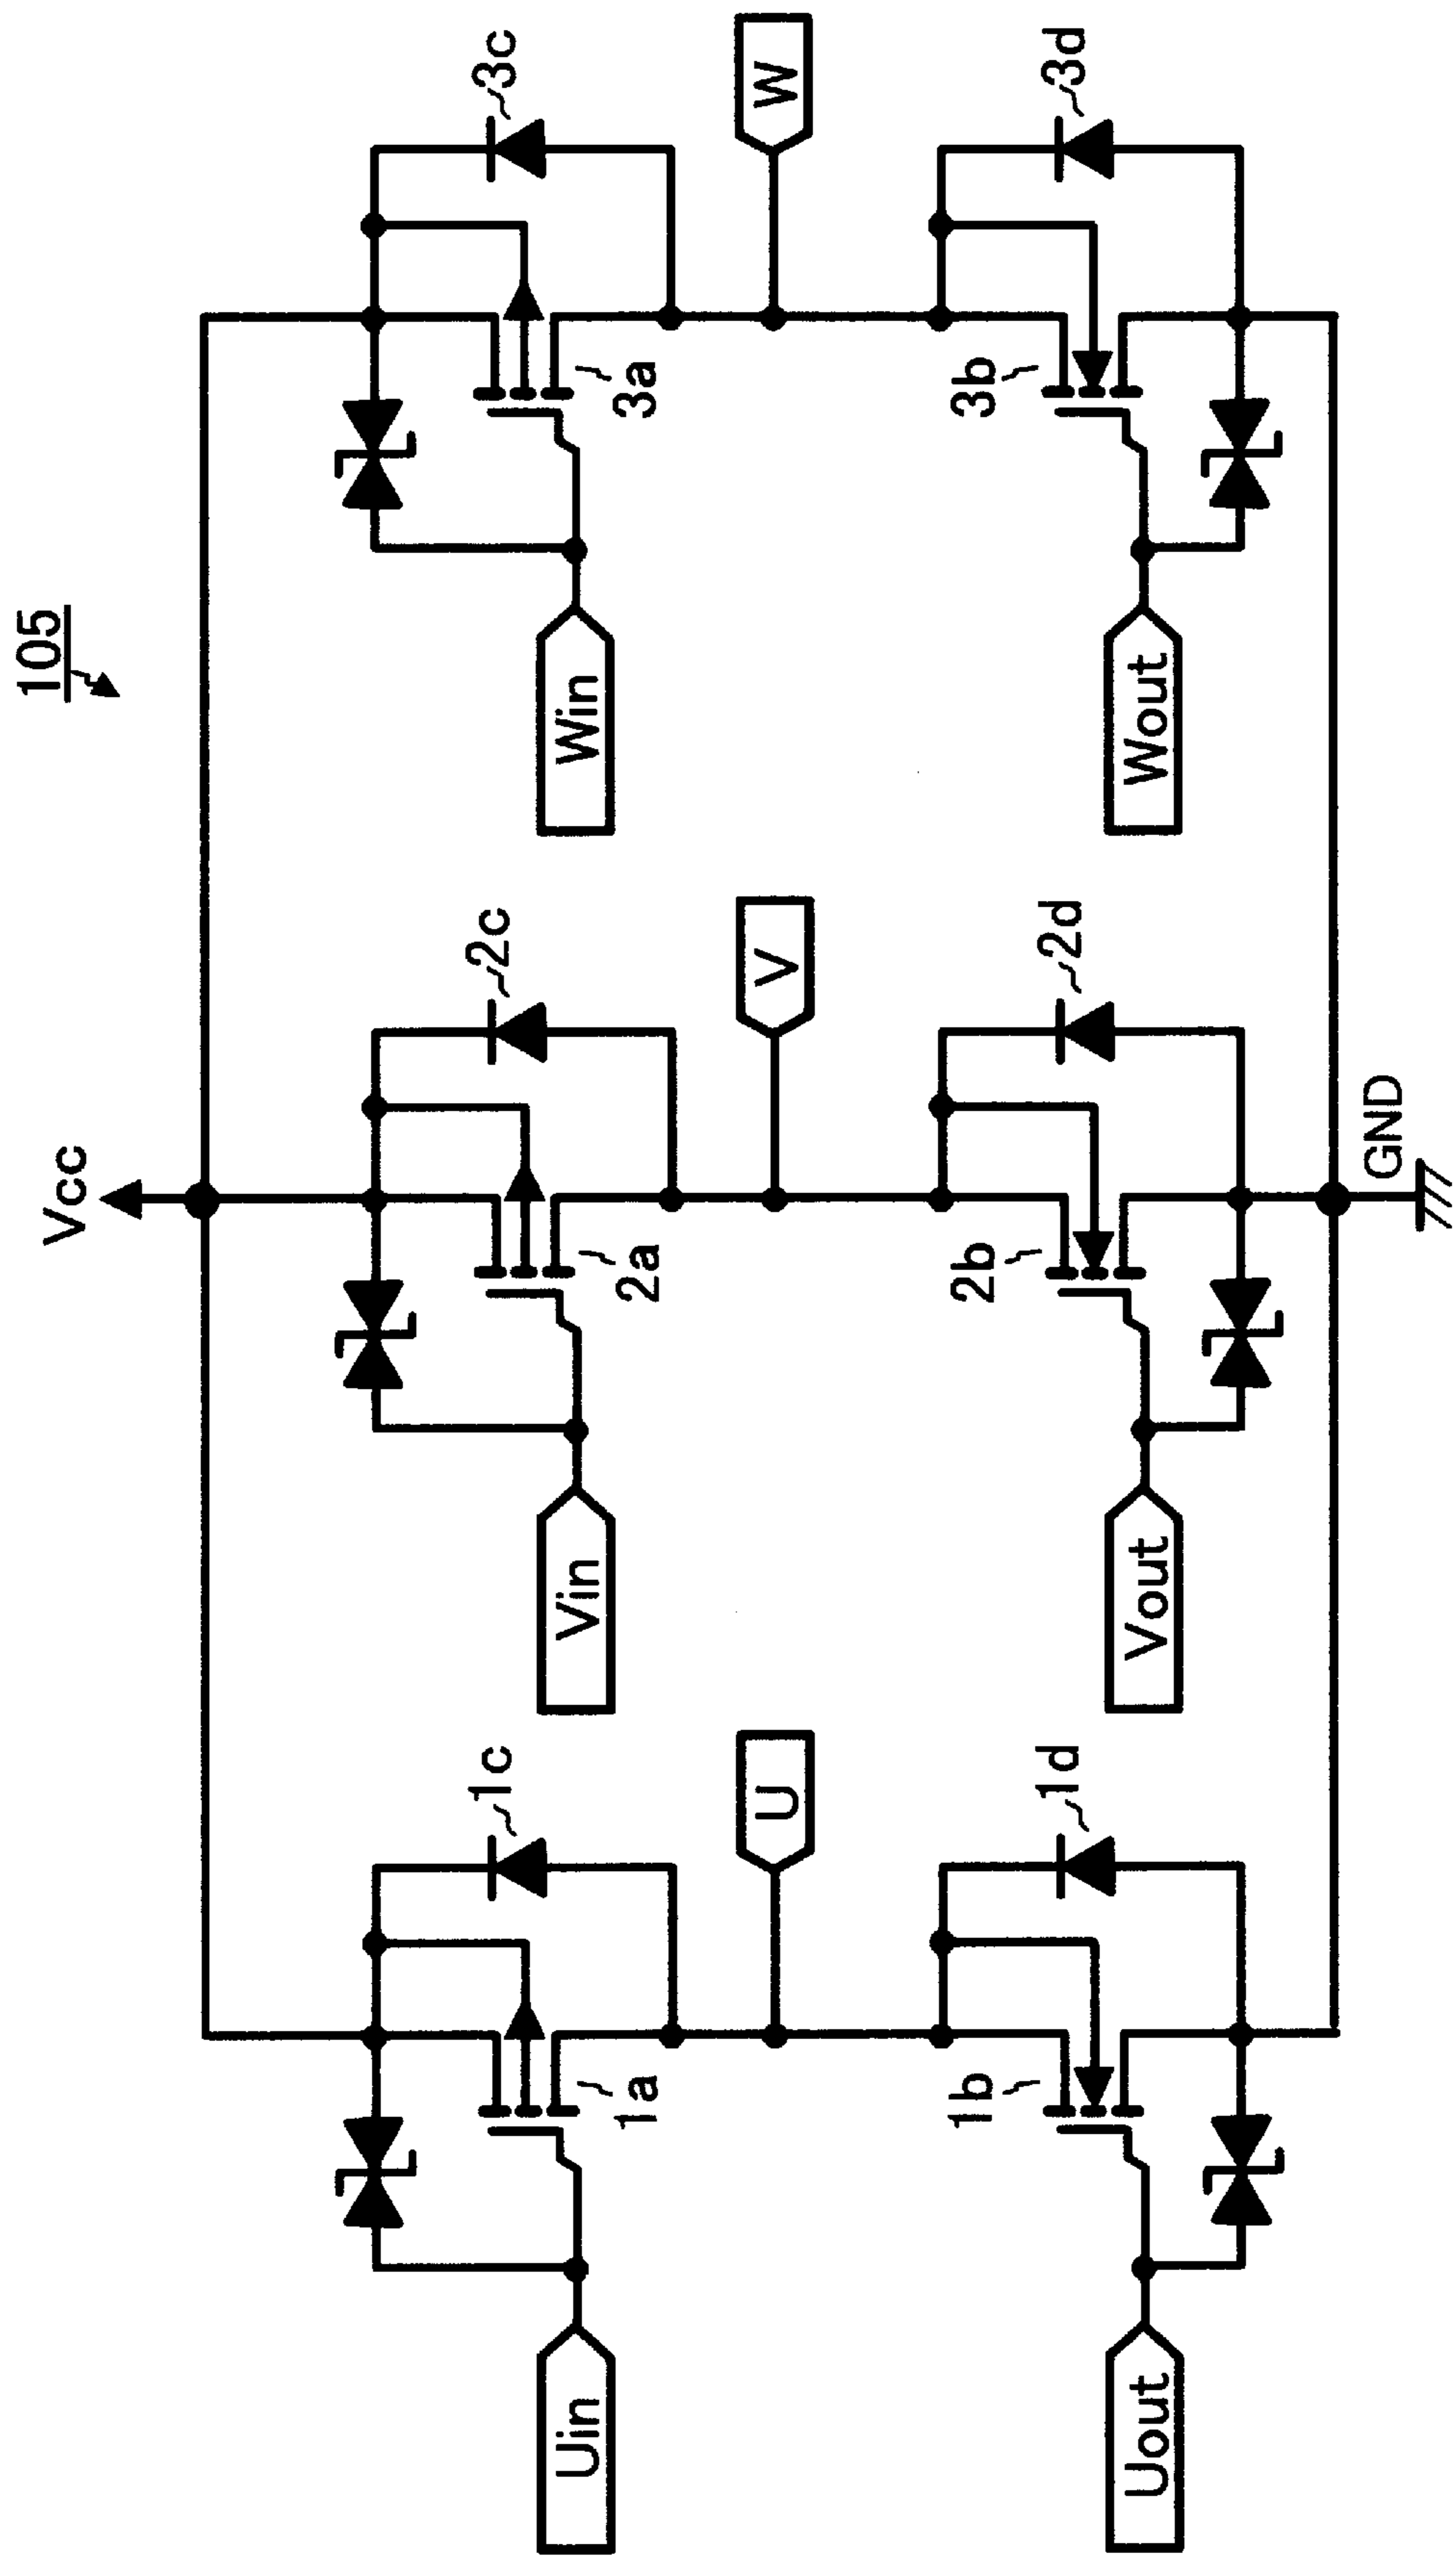 105
Vcc
1c
2c
3c
Uin
1a
Vin
2a
Win
3a
U
V
W
1b
1d
2b
2d
3b
3d
Uout
Vout
Wout
GND